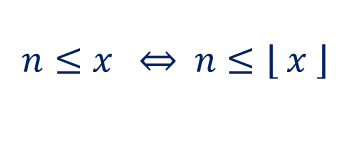 n ≤ x ⇔ n ≤ ⌊ x ⌋